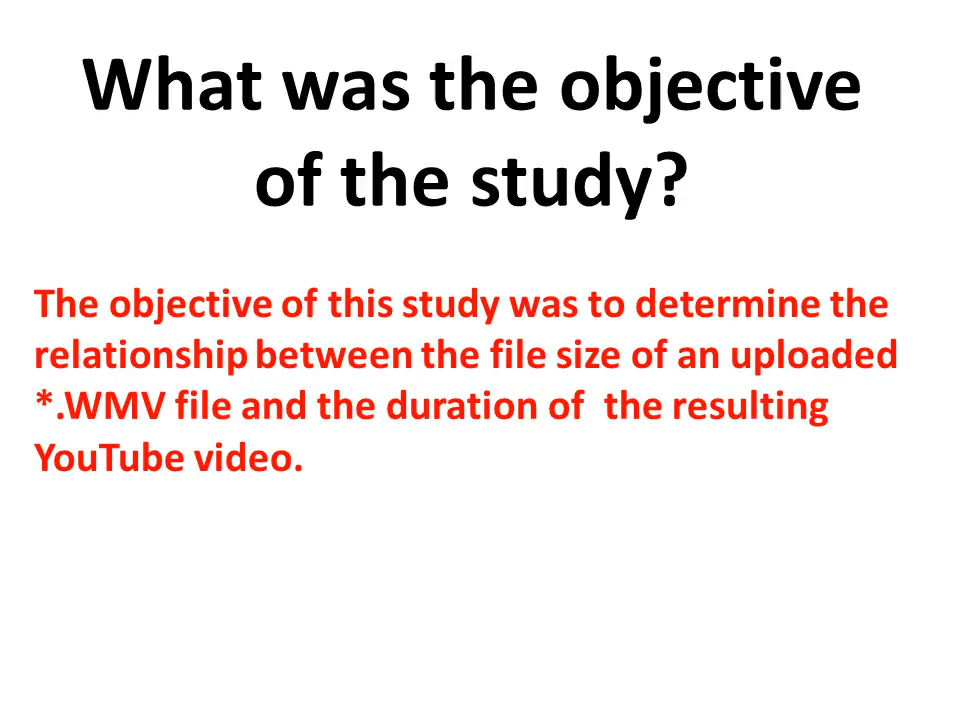 What was the objective
of the study?
The objective of this study was to determine the
relationship between the file size of an uploaded
*.WMV file and the duration of  the resulting
YouTube video.